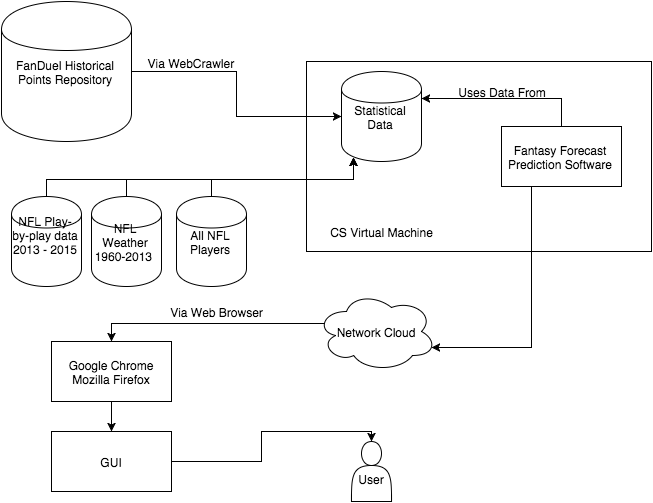 FanDuel Historical
Points Repository
Via WebCrawler
Statistical
Data
Uses Data From
Fantasy Forecast
Prediction Software
NFL Play-
by-play data
2013 - 2015
NFL
Weather
1960-2013
All NFL
Players
CS Virtual Machine
Via Web Browser
Network Cloud
Google Chrome
Mozilla Firefox
GUI
User